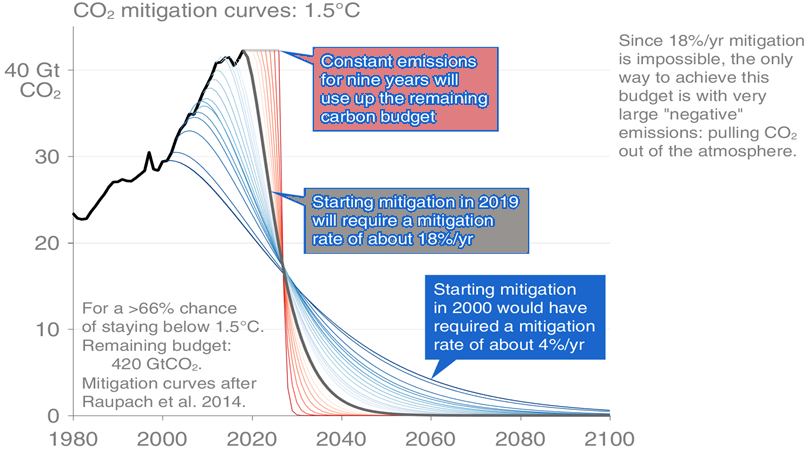 CO₂ mitigation curves: 1.5°C
40 Gt
CO₂
30
20
10
0
1980
2000
2020
2040
2060
2080
2100
Constant emissions
for nine years will
use up the remaining
carbon budget
Starting mitigation in 2019
will require a mitigation
rate of about 18%/yr
Starting mitigation
in 2000 would have
required a mitigation
rate of about 4%/yr
For a >66% chance
of staying below 1.5°C.
Remaining budget:
420 GtCO₂.
Mitigation curves after
Raupach et al. 2014.
Since 18%/yr mitigation
is impossible, the only
way to achieve this
budget is with very
large "negative"
emissions: pulling CO₂
out of the atmosphere.